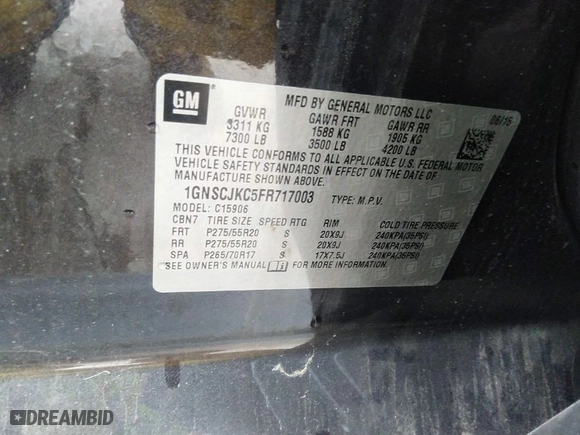 GM
MFD BY GENERAL MOTORS LLC
06/15
GVWR GAWR FRT GAWR RR
3311 KG 1588 KG 1905 KG
7300 LB 3500 LB 4200 LB
THIS VEHICLE CONFORMS TO ALL APPLICABLE U.S. FEDERAL MOTOR
VEHICLE SAFETY STANDARDS IN EFFECT ON THE DATE OF
MANUFACTURE SHOWN ABOVE.
1GNSCJKC5FR717003 TYPE: M.P.V.
MODEL: C15906
CBN7 TIRE SIZE SPEED RTG RIM COLD TIRE PRESSURE
FRT P275/55R20 S 20X9J 240KPA(35PSI)
RR P275/55R20 S 20X9J 240KPA(35PSI)
SPA P265/70R17 S 17X7.5J 240KPA(35PSI)
SEE OWNER'S MANUAL FOR MORE INFORMATION.
DREAMBID